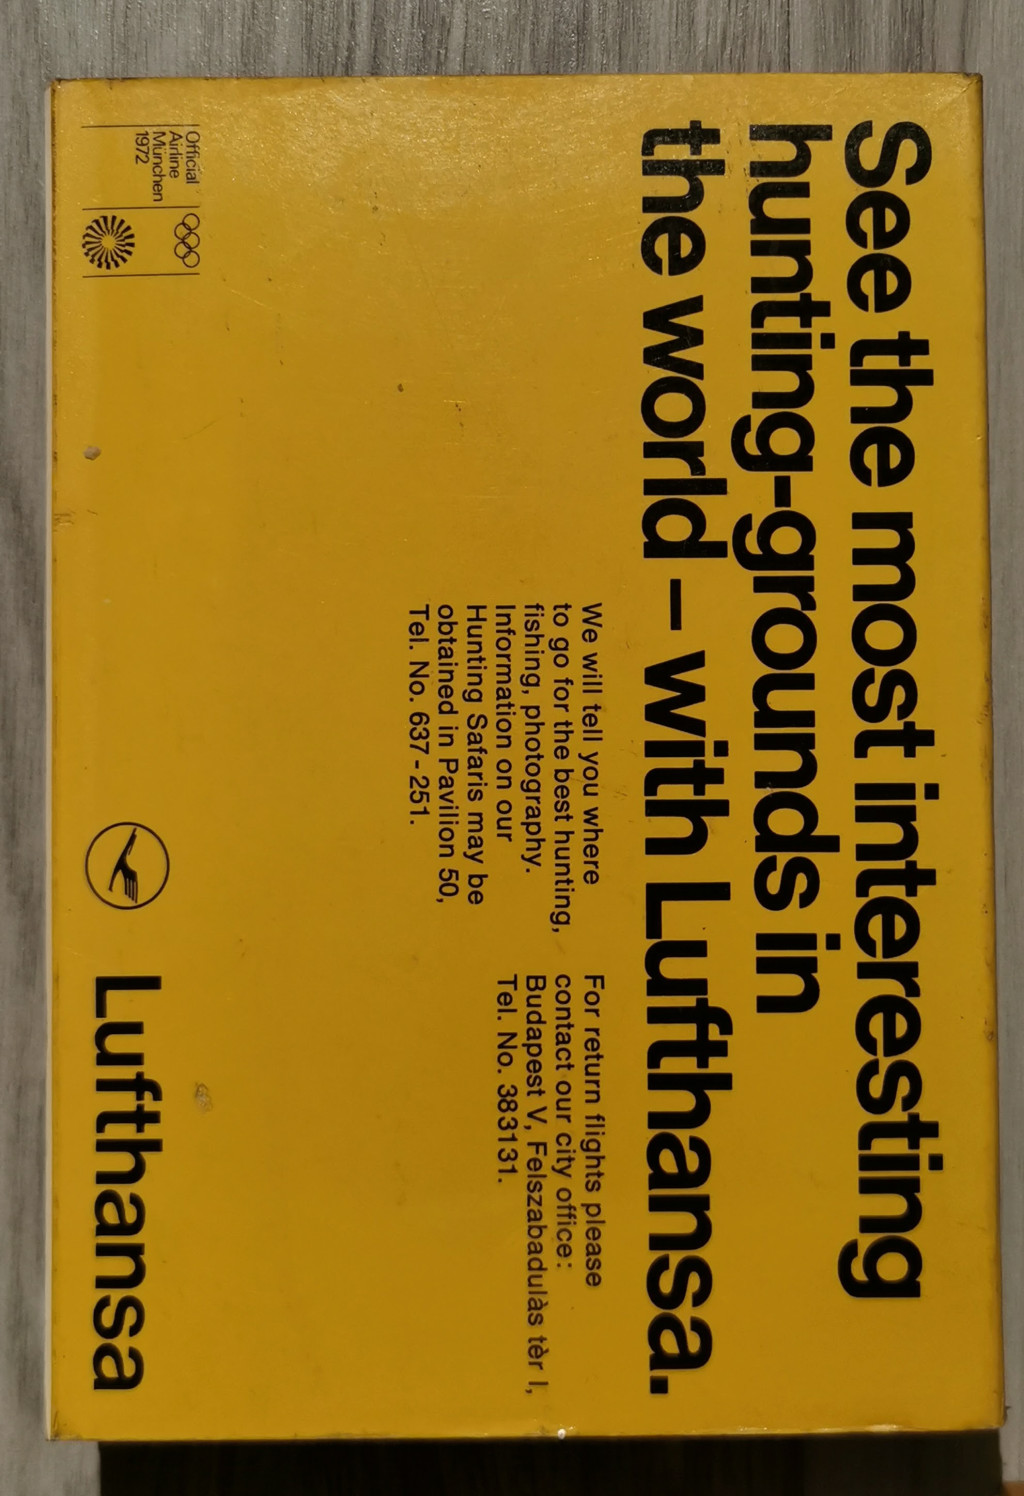 See the most interesting
hunting-grounds in
the world – with Lufthansa.
We will tell you where
to go for the best hunting,
fishing, photography.
Information on our
Hunting Safaris may be
obtained in Pavilion 50,
Tel. No. 637-251.
For return flights please
contact our city office:
Budapest V, Felszabadulàs tèr I,
Tel. No. 383131.
Official
Airline
München
1972
Lufthansa